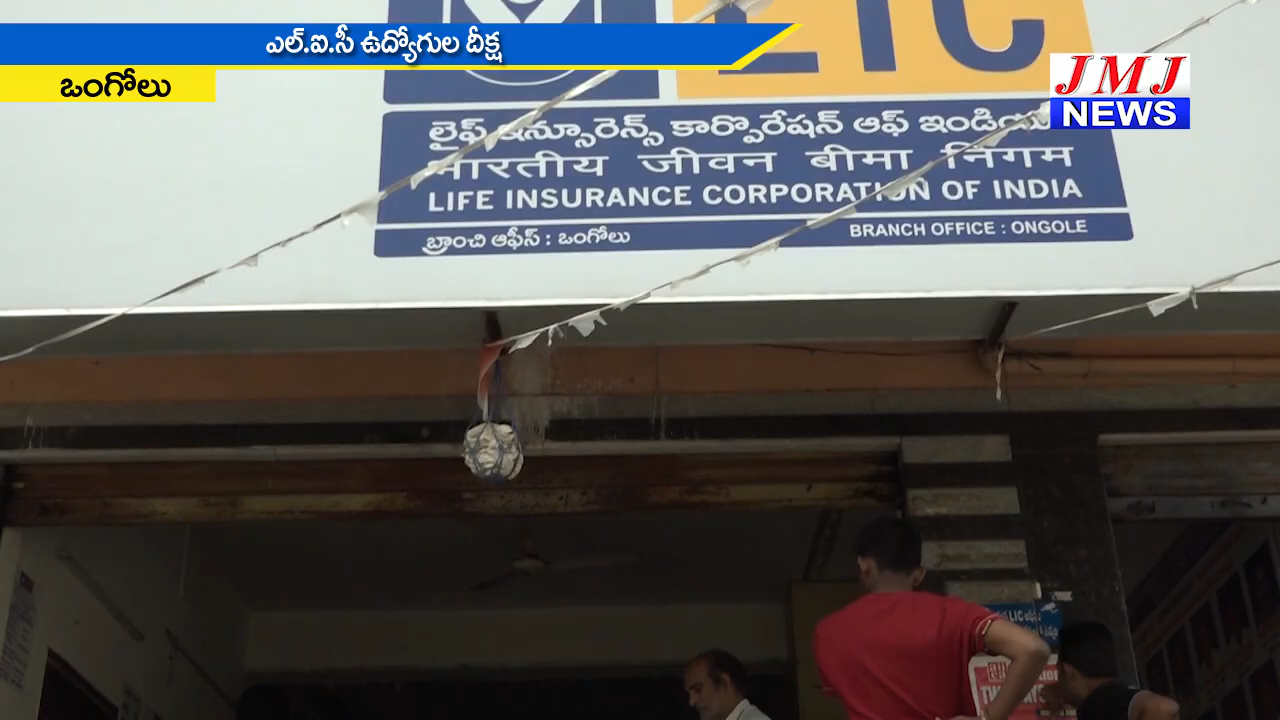 ఎల్.ఐ.సీ ఉద్యోగుల దీక్ష
ఒంగోలు
LIC
JMJ
NEWS
లైఫ్ ఇన్సూరెన్స్ కార్పొరేషన్ ఆఫ్ ఇండియా
भारतीय जीवन बीमा निगम
LIFE INSURANCE CORPORATION OF INDIA
బ్రాంచి ఆఫీస్ : ఒంగోలు
BRANCH OFFICE : ONGOLE
LIC